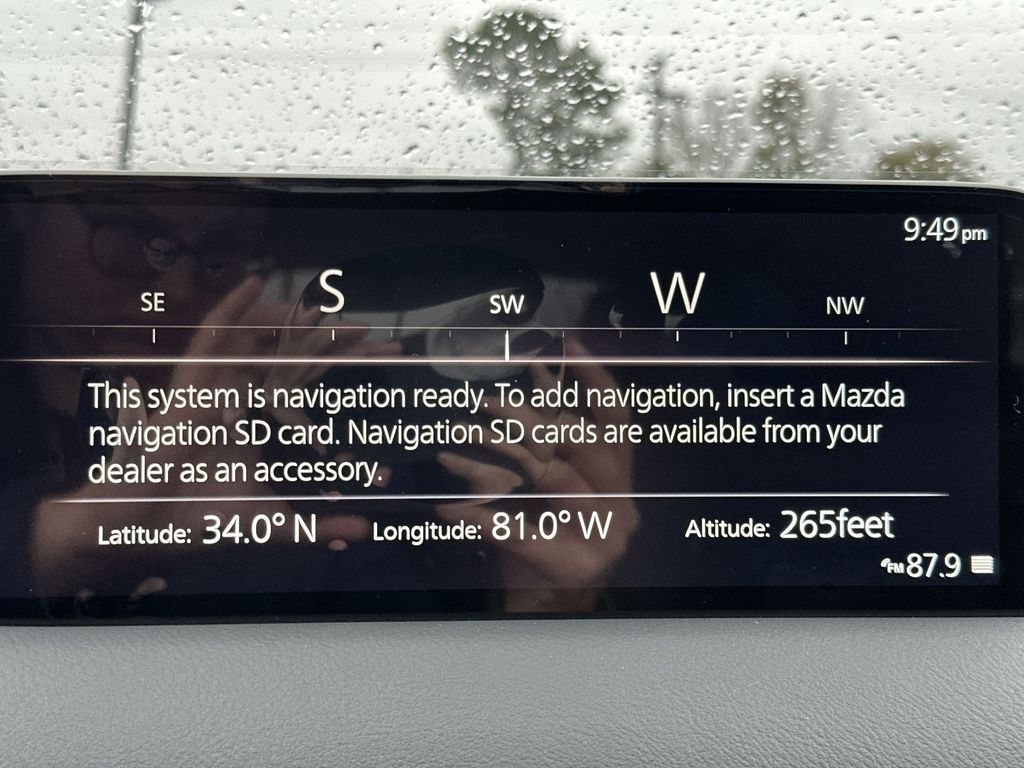 9:49pm
SE S SW W NW
This system is navigation ready. To add navigation, insert a Mazda
navigation SD card. Navigation SD cards are available from your
dealer as an accessory.
Latitude: 34.0° N Longitude: 81.0° W Altitude: 265feet
FM 87.9